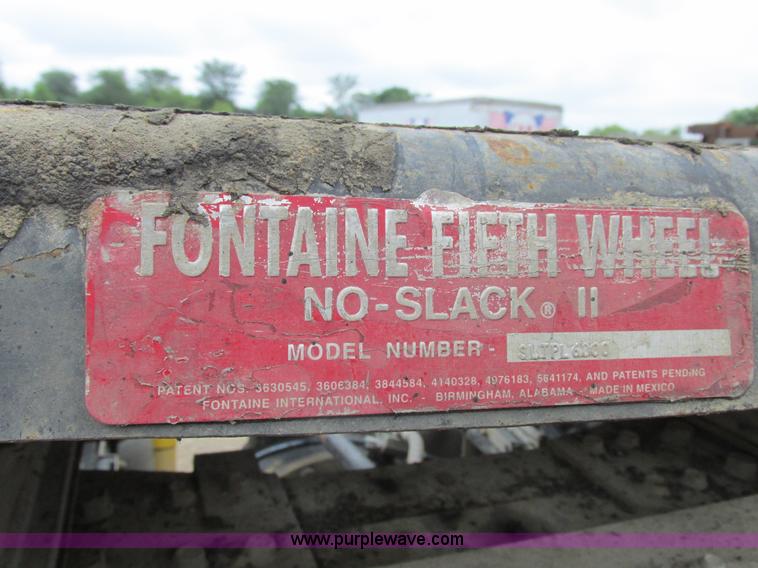 FONTAINE FIFTH WHEEL
NO-SLACK® II
MODEL NUMBER -
PATENT NOS. 3630545, 3606384, 3844584, 4140328, 4976183, 5641174, AND PATENTS PENDING
FONTAINE INTERNATIONAL, INC. - BIRMINGHAM, ALABAMA - MADE IN MEXICO
www.purplewave.com